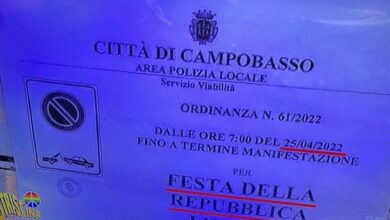 CITTÀ DI CAMPOBASSO
AREA POLIZIA LOCALE
Servizio Viabilità
ORDINANZA N. 61/2022
DALLE ORE 7:00 DEL 25/04/2022
FINO A TERMINE MANIFESTAZIONE
PER
FESTA DELLA
REPUBBLICA